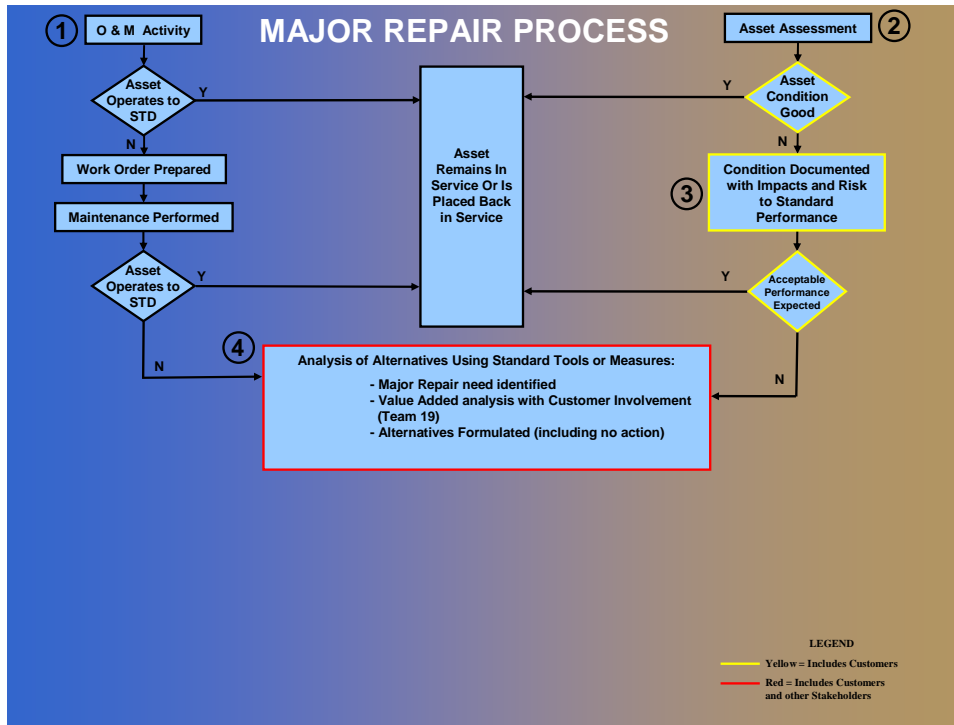 MAJOR REPAIR PROCESS
1
O & M Activity
Asset
Operates to
STD
Y
N
Work Order Prepared
Maintenance Performed
Asset
Operates to
STD
Y
N
Asset
Remains In
Service Or Is
Placed Back
in Service
Asset Assessment
2
Asset
Condition
Good
Y
N
3
Condition Documented
with Impacts and Risk
to Standard
Performance
Acceptable
Performance
Expected
Y
N
4
Analysis of Alternatives Using Standard Tools or Measures:
- Major Repair need identified
- Value Added analysis with Customer Involvement
(Team 19)
- Alternatives Formulated (including no action)
LEGEND
Yellow = Includes Customers
Red = Includes Customers
and other Stakeholders